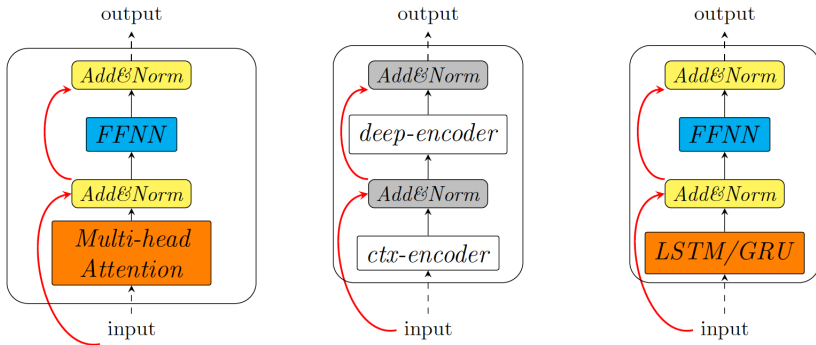 output
Add&Norm
FFNN
Add&Norm
Multi-head
Attention
input
output
Add&Norm
deep-encoder
Add&Norm
ctx-encoder
input
output
Add&Norm
FFNN
Add&Norm
LSTM/GRU
input